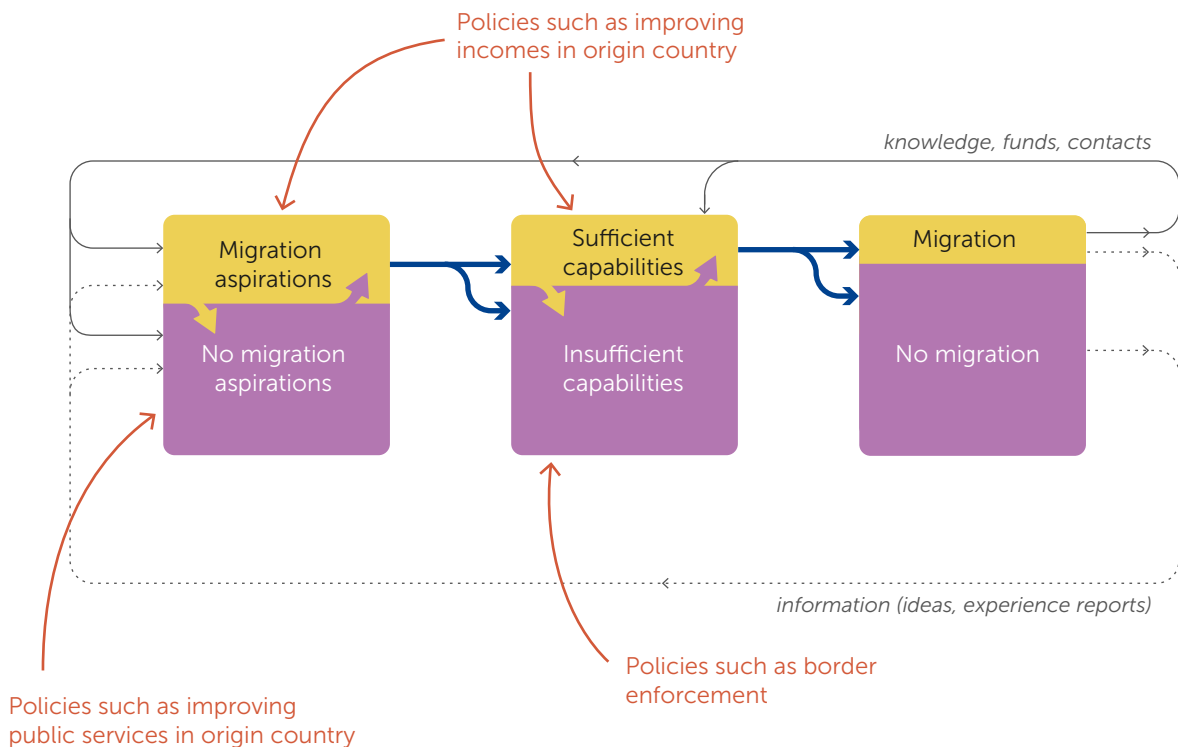 Policies such as improving
incomes in origin country
knowledge, funds, contacts
Migration
aspirations
No migration
aspirations
Sufficient
capabilities
Insufficient
capabilities
Migration
No migration
information (ideas, experience reports)
Policies such as border
enforcement
Policies such as improving
public services in origin country